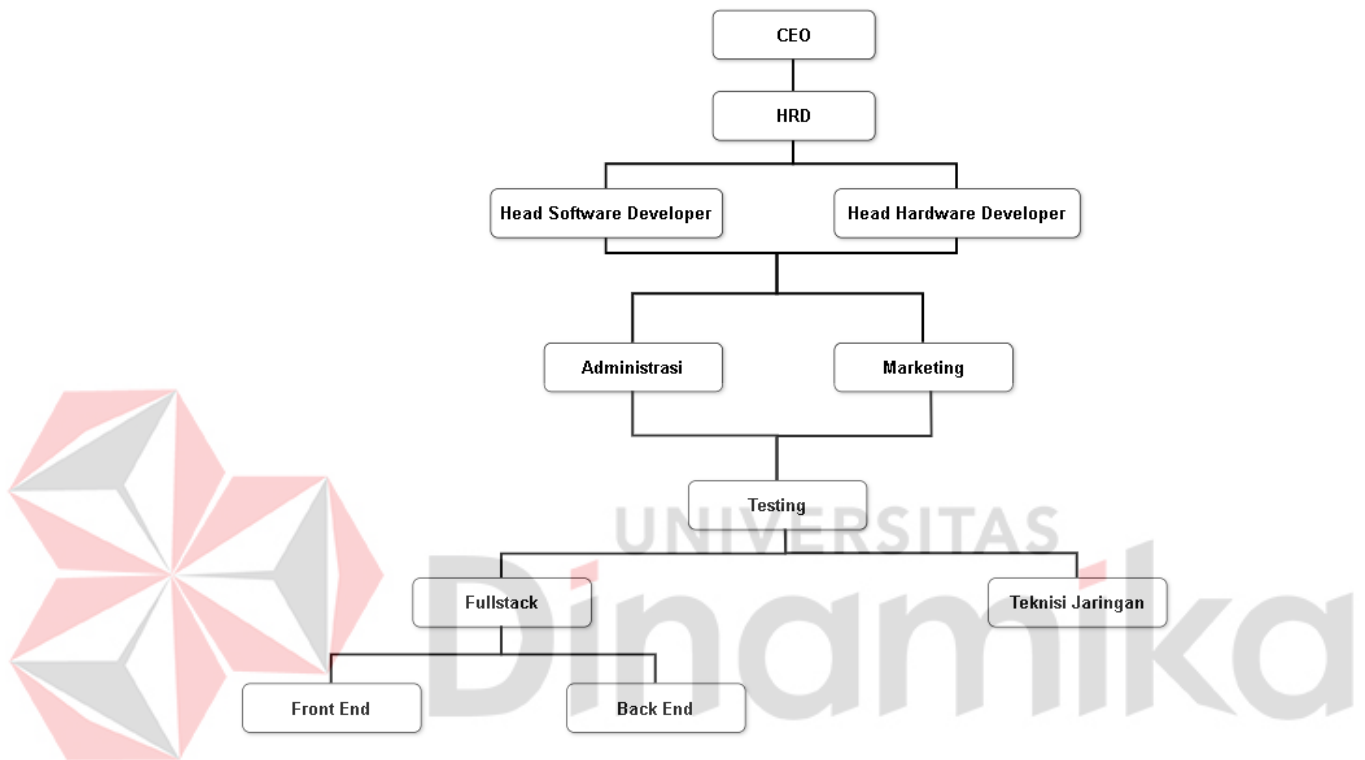 CEO
HRD
Head Software Developer
Head Hardware Developer
Administrasi
Marketing
Testing
UNIVERSITAS
Dinamika
Fullstack
Teknisi Jaringan
Front End
Back End